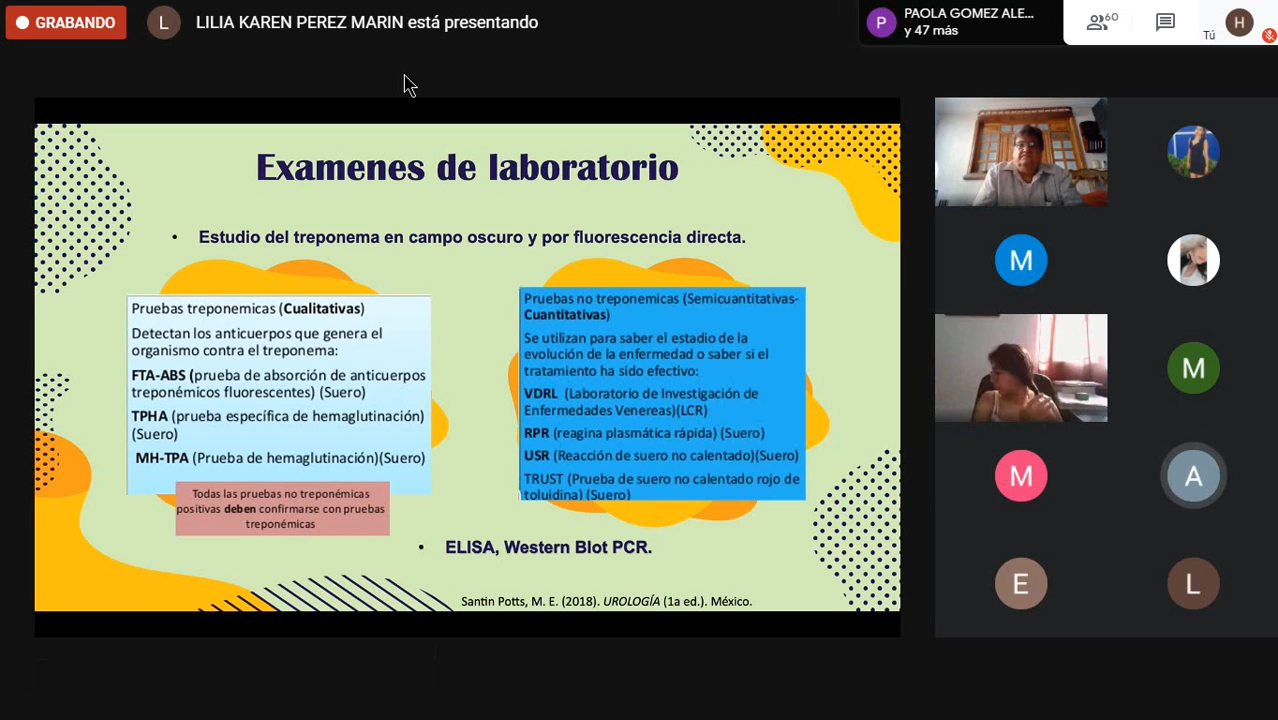 GRABANDO
L
LILIA KAREN PEREZ MARIN está presentando
P
PAOLA GOMEZ ALE...
y 47 más
60
Tú
H
Examenes de laboratorio
• Estudio del treponema en campo oscuro y por fluorescencia directa.
Pruebas treponemicas (Cualitativas)
Detectan los anticuerpos que genera el
organismo contra el treponema:
FTA-ABS (prueba de absorción de anticuerpos
treponémicos fluorescentes) (Suero)
TPHA (prueba específica de hemaglutinación)
(Suero)
MH-TPA (Prueba de hemaglutinación)(Suero)
Todas las pruebas no treponémicas
positivas deben confirmarse con pruebas
treponémicas
Pruebas no treponemicas (Semicuantitativas-
Cuantitativas)
Se utilizan para saber el estadio de la
evolución de la enfermedad o saber si el
tratamiento ha sido efectivo:
VDRL (Laboratorio de Investigación de
Enfermedades Venereas)(LCR)
RPR (reagina plasmática rápida) (Suero)
USR (Reacción de suero no calentado)(Suero)
TRUST (Prueba de suero no calentado rojo de
toluidina) (Suero)
• ELISA, Western Blot PCR.
Santin Potts, M. E. (2018). UROLOGÍA (1a ed.). México.
M
M
M
A
E
L